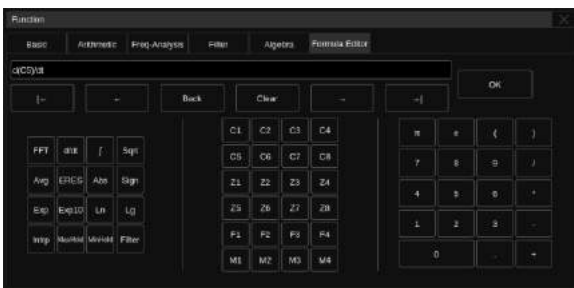 Function
Basic Arithmetic Freq-Analysis Filter Algebra Formula Editor
d(C5)/dt
OK
|← ← Back Clear → →|
C1 C2 C3 C4 π e ( )
FFT d/dt ∫ Sqrt C5 C6 C7 C8 7 8 9 /
Avg ERES Abs Sign Z1 Z2 Z3 Z4 4 5 6 *
Exp Exp10 Ln Lg Z5 Z6 Z7 Z8 1 2 3 -
Intrp MaxHold MinHold Filter F1 F2 F3 F4 0 . +
M1 M2 M3 M4